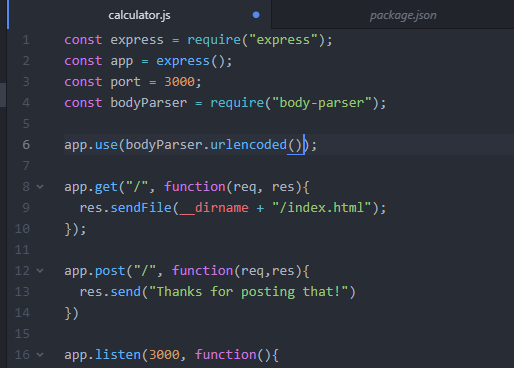 calculator.js
package.json
1 const express = require("express");
2 const app = express();
3 const port = 3000;
4 const bodyParser = require("body-parser");
5
6 app.use(bodyParser.urlencoded());
7
8 app.get("/", function(req, res){
9 res.sendFile(__dirname + "/index.html");
10 });
11
12 app.post("/", function(req,res){
13 res.send("Thanks for posting that!")
14 })
15
16 app.listen(3000, function(){